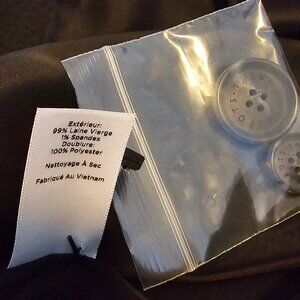 Extérieur:
99% Laine Vierge
1% Spandex
Doublure:
100% Polyester
Nettoyage À Sec
Fabriqué Au Vietnam